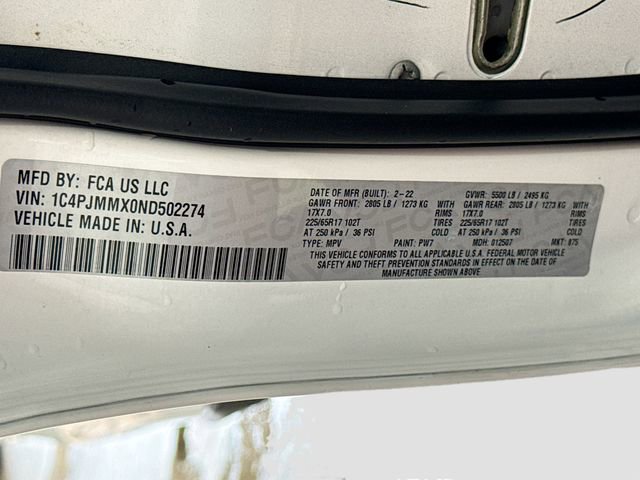 MFD BY: FCA US LLC
VIN: 1C4PJMMX0ND502274
VEHICLE MADE IN: U.S.A.
DATE OF MFR (BUILT): 2-22 GVWR: 5500 LB / 2495 KG
GAWR FRONT: 2805 LB / 1273 KG WITH GAWR REAR: 2805 LB / 1273 KG WITH
17X7.0 RIMS 17X7.0 RIMS
225/65R17 102T TIRES 225/65R17 102T TIRES
AT 250 kPa / 36 PSI COLD AT 250 kPa / 36 PSI COLD
TYPE: MPV PAINT: PW7 MDH: 012507 MKT: 875
THIS VEHICLE CONFORMS TO ALL APPLICABLE U.S.A. FEDERAL MOTOR VEHICLE
SAFETY AND THEFT PREVENTION STANDARDS IN EFFECT ON THE DATE OF
MANUFACTURE SHOWN ABOVE.